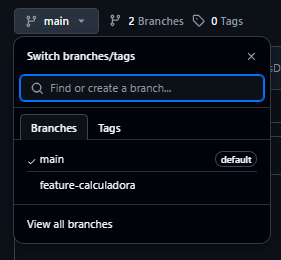 main 2 Branches 0 Tags
Switch branches/tags
Find or create a branch...
Branches Tags
main default
feature-calculadora
View all branches